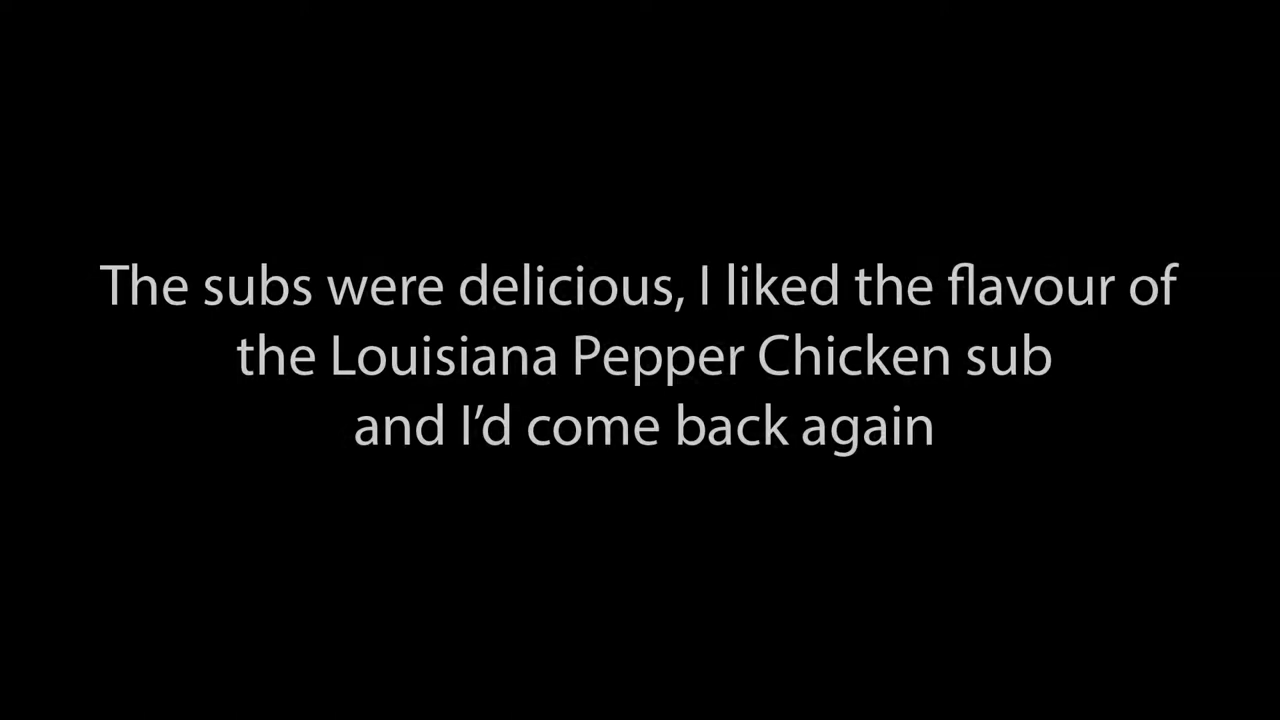 The subs were delicious, I liked the flavour of
the Louisiana Pepper Chicken sub
and I’d come back again